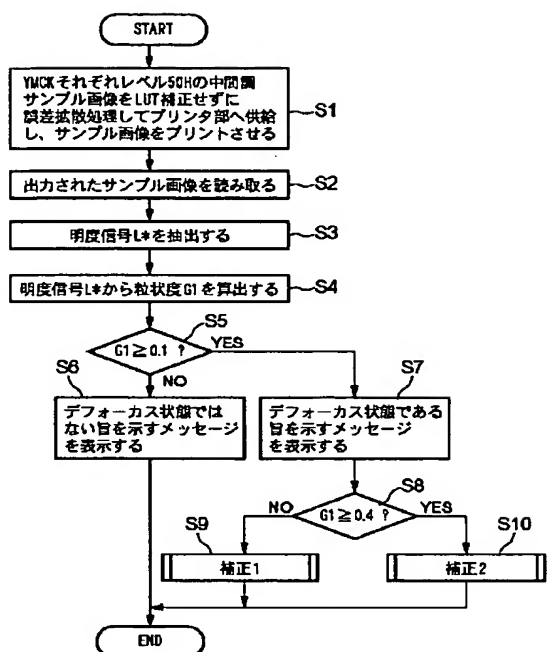 START
YMCKそれぞれレベル50Hの中間調
サンプル画像をLUT補正せずに
誤差拡散処理してプリンタ部へ供給
し、サンプル画像をプリントさせる
S1
出力されたサンプル画像を読み取る
S2
明度信号L*を抽出する
S3
明度信号L*から粒状度G1を算出する
S4
S5
G1≧0.1 ?
YES
NO
S6
デフォーカス状態では
ない旨を示すメッセージ
を表示する
S7
デフォーカス状態である
旨を示すメッセージ
を表示する
S8
G1≧0.4 ?
NO
YES
S9
補正1
S10
補正2
END